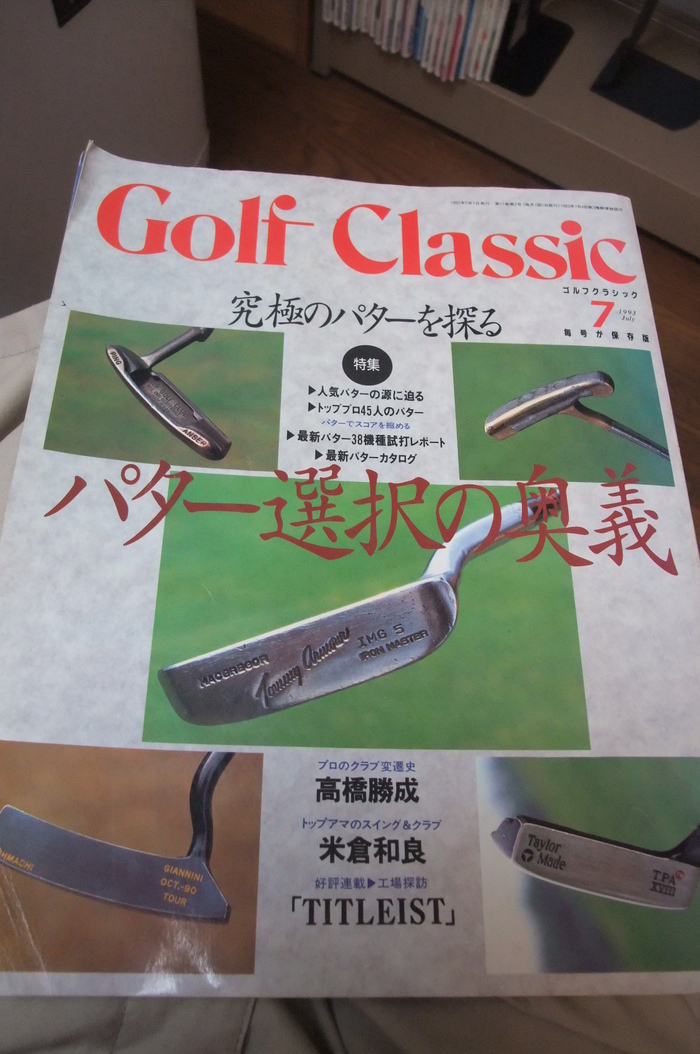 Golf Classic
ゴルフクラシック
7 1993 July
毎号が保存版
究極のパターを探る
特集
▶人気パターの源に迫る
▶トッププロ45人のパター
パターでスコアを縮める
▶最新パター38機種試打レポート
▶最新パターカタログ
PING
ANSER
パター選択の奥義
MACGREGOR
Tommy Armour
IMG 5
IRON MASTER
プロのクラブ変遷史
高橋勝成
トップアマのスイング&クラブ
米倉和良
好評連載▶工場探訪
「TITLEIST」
GIANNINI
OCT.-90
TOUR
Taylor
Made
T.P.A
XVIII